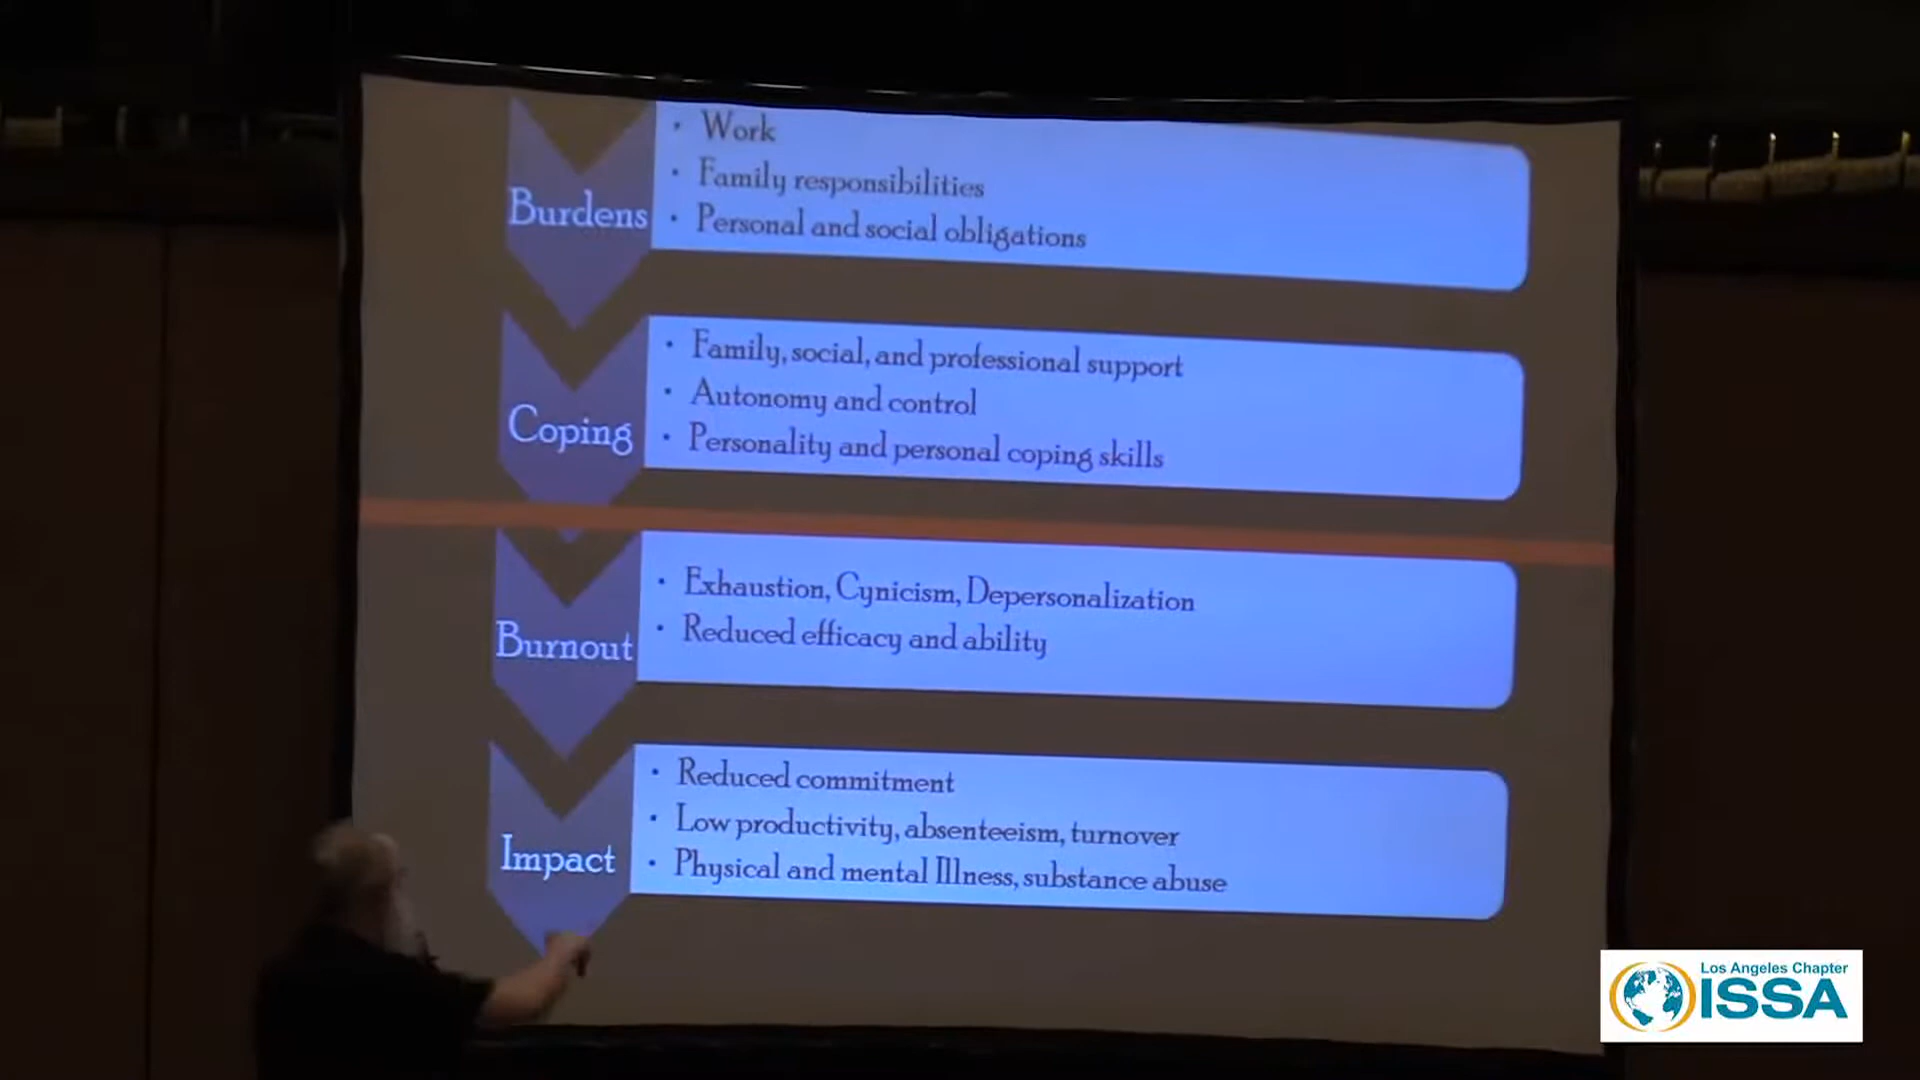 Burdens
• Work
• Family responsibilities
• Personal and social obligations
Coping
• Family, social, and professional support
• Autonomy and control
• Personality and personal coping skills
Burnout
• Exhaustion, Cynicism, Depersonalization
• Reduced efficacy and ability
Impact
• Reduced commitment
• Low productivity, absenteeism, turnover
• Physical and mental Illness, substance abuse
Los Angeles Chapter
ISSA